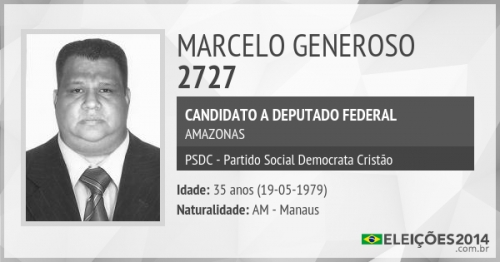 MARCELO GENEROSO
2727
CANDIDATO A DEPUTADO FEDERAL
AMAZONAS
PSDC - Partido Social Democrata Cristão
Idade: 35 anos (19-05-1979)
Naturalidade: AM - Manaus
ELEIÇÕES2014
.com.br